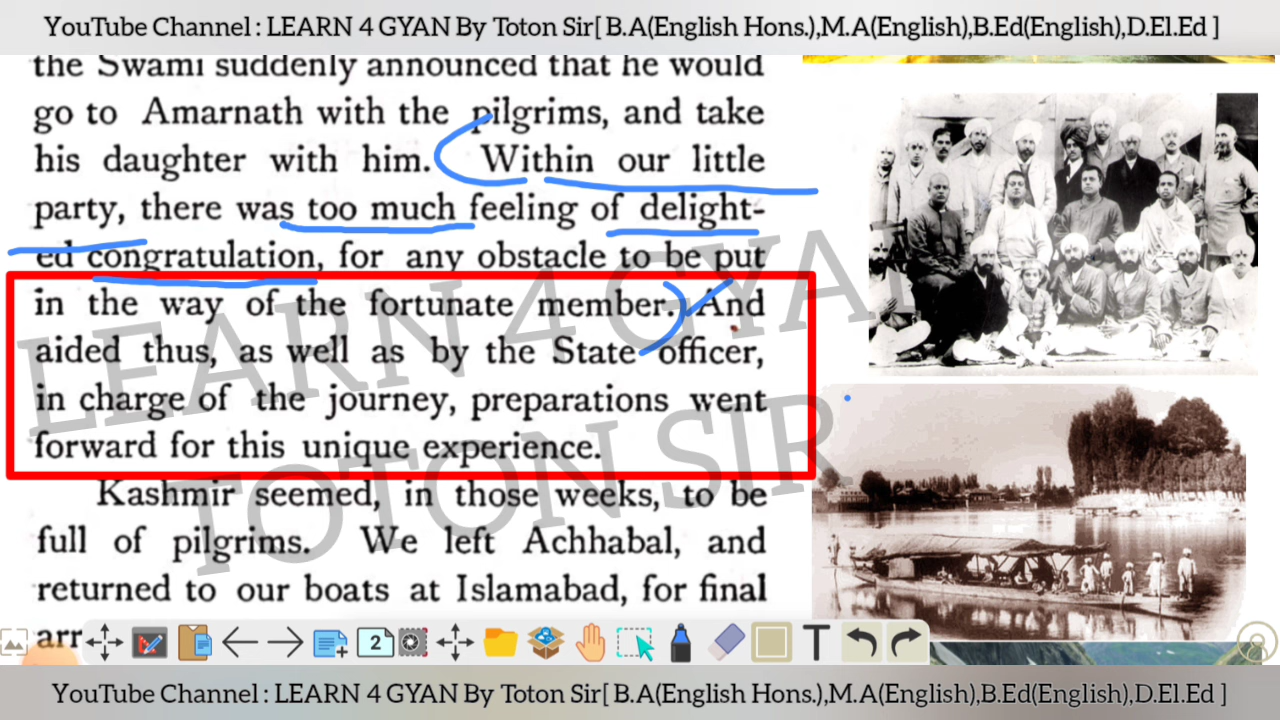 YouTube Channel : LEARN 4 GYAN By Toton Sir[ B.A(English Hons.),M.A(English),B.Ed(English),D.El.Ed ]
the Swami suddenly announced that he would
go to Amarnath with the pilgrims, and take
his daughter with him. Within our little
party, there was too much feeling of delight-
ed congratulation, for any obstacle to be put
in the way of the fortunate member. And
aided thus, as well as by the State officer,
in charge of the journey, preparations went
forward for this unique experience.
Kashmir seemed, in those weeks, to be
full of pilgrims. We left Achhabal, and
returned to our boats at Islamabad, for final
LEARN 4 GYAN
TOTON SIR
2
T
YouTube Channel : LEARN 4 GYAN By Toton Sir[ B.A(English Hons.),M.A(English),B.Ed(English),D.El.Ed ]